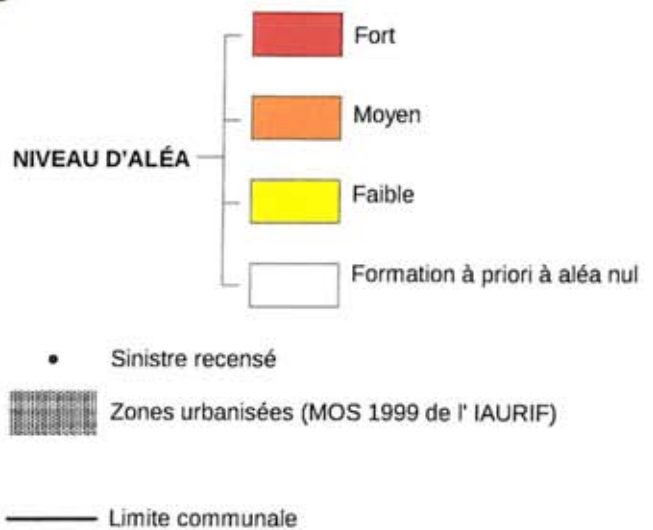 Fort
Moyen
NIVEAU D'ALÉA
Faible
Formation à priori à aléa nul
Sinistre recensé
Zones urbanisées (MOS 1999 de l' IAURIF)
Limite communale